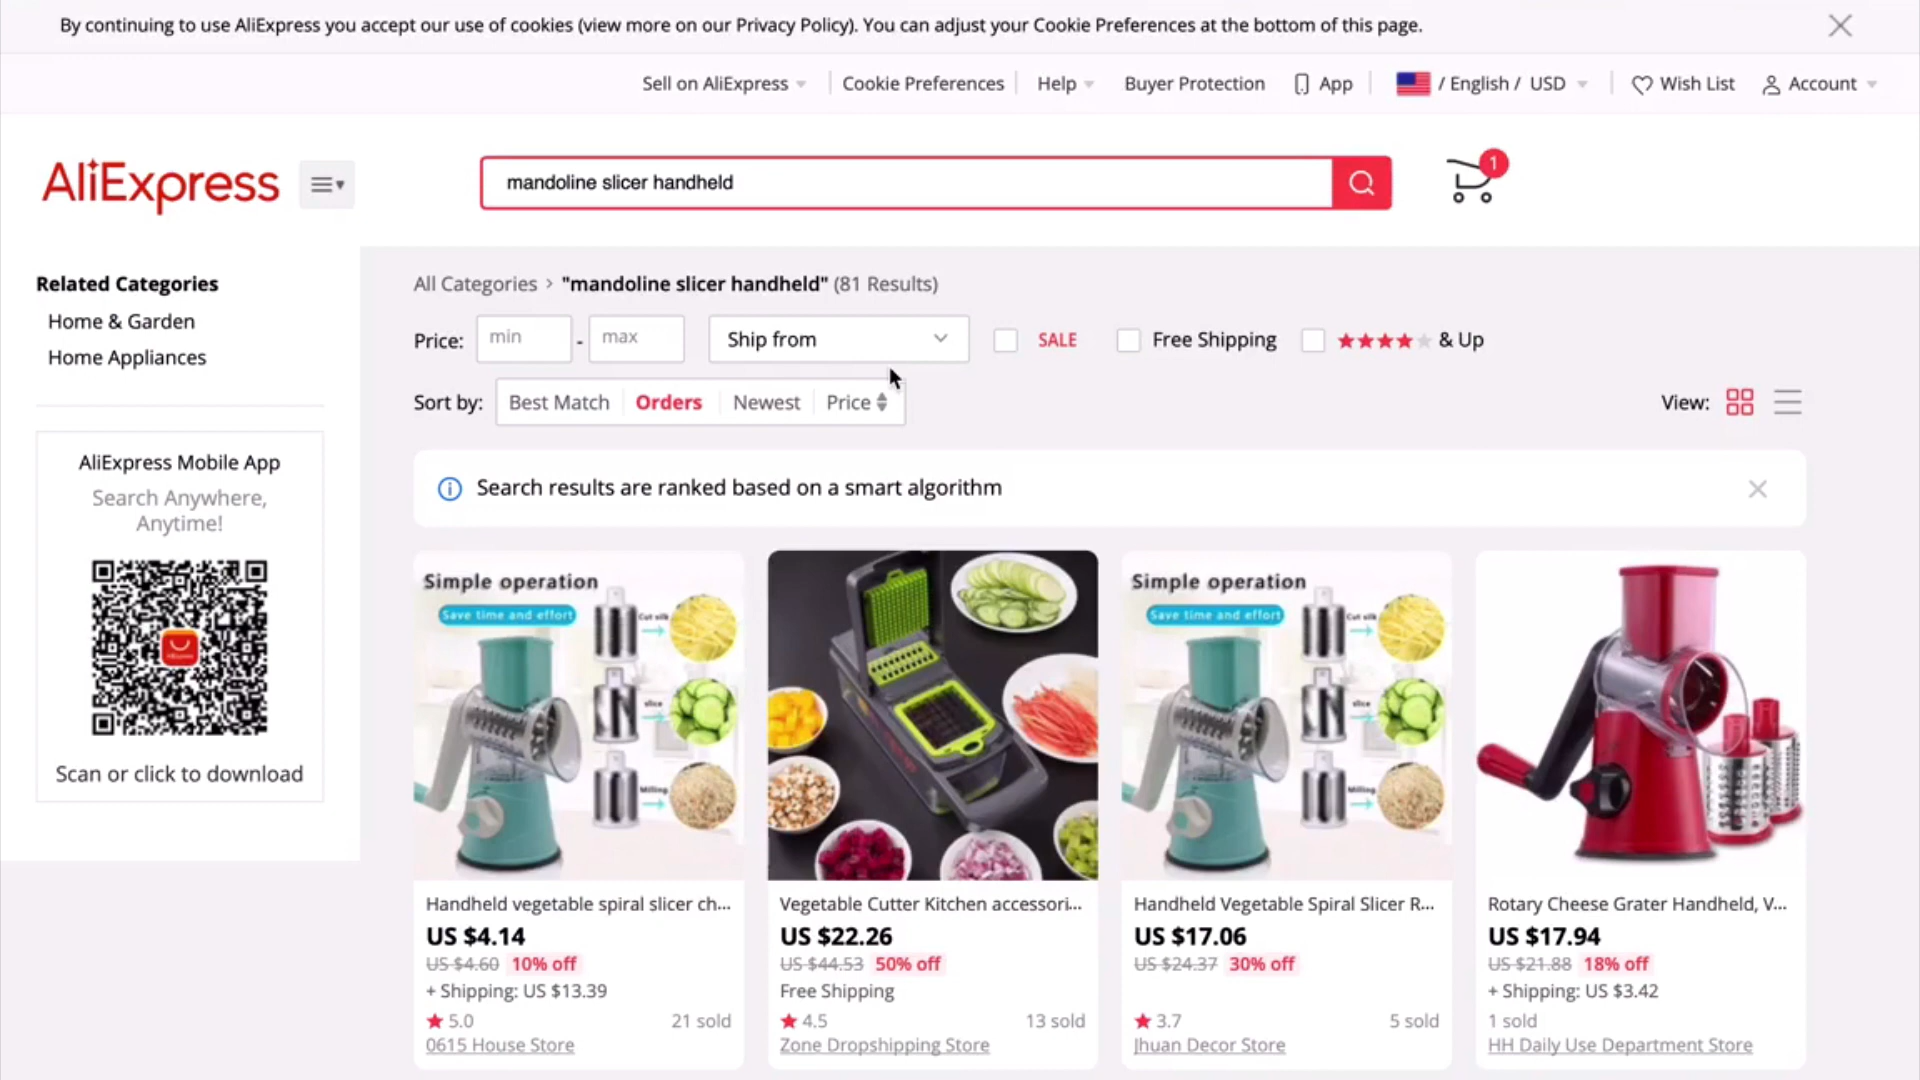 By continuing to use AliExpress you accept our use of cookies (view more on our Privacy Policy). You can adjust your Cookie Preferences at the bottom of this page.
Sell on AliExpress Cookie Preferences Help Buyer Protection App / English / USD Wish List Account
AliExpress
mandoline slicer handheld
1
Related Categories
Home & Garden
Home Appliances
AliExpress Mobile App
Search Anywhere,
Anytime!
Scan or click to download
All Categories > "mandoline slicer handheld" (81 Results)
Price: min - max Ship from SALE Free Shipping & Up
Sort by: Best Match Orders Newest Price View:
Search results are ranked based on a smart algorithm
Simple operation
Save time and effort
Cut silk
slice
Milling
Handheld vegetable spiral slicer ch...
US $4.14
US $4.60 10% off
+ Shipping: US $13.39
5.0 21 sold
0615 House Store
Vegetable Cutter Kitchen accessori...
US $22.26
US $44.53 50% off
Free Shipping
4.5 13 sold
Zone Dropshipping Store
Simple operation
Save time and effort
Cut silk
slice
Milling
Handheld Vegetable Spiral Slicer R...
US $17.06
US $24.37 30% off
3.7 5 sold
Jhuan Decor Store
Rotary Cheese Grater Handheld, V...
US $17.94
US $21.88 18% off
+ Shipping: US $3.42
1 sold
HH Daily Use Department Store